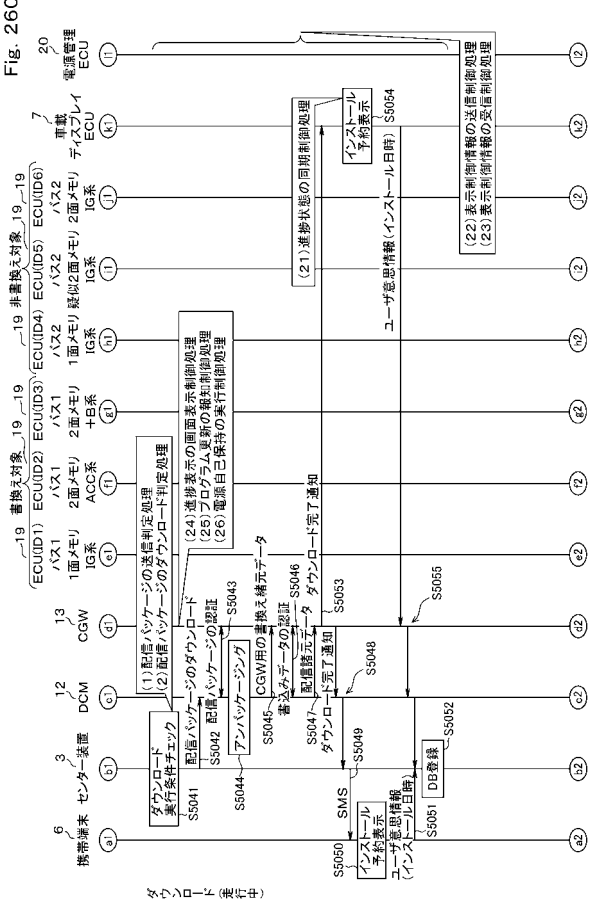 Fig. 260
6
携帯端末
3
センター装置
12
DCM
13
CGW
19
書換え対象
19
19
19
非書換え対象
19
19
ECU(ID1)
バス1
1面メモリ
IG系
ECU(ID2)
バス1
2面メモリ
ACC系
ECU(ID3)
バス1
2面メモリ
+B系
ECU(ID4)
バス2
1面メモリ
IG系
ECU(ID5)
バス2
疑似2面メモリ
IG系
ECU(ID6)
バス2
2面メモリ
IG系
7
車載
ディスプレイ
ECU
20
電源管理
ECU
a1
b1
c1
d1
e1
f1
g1
h1
i1
j1
k1
l1
ダウンロード(走行中)
ダウンロード
実行条件チェック
S5041
(1)配信パッケージの送信判定処理
(2)配信パッケージのダウンロード判定処理
(24)進捗表示の画面表示制御処理
(25)プログラム更新の報知制御処理
(26)電源自己保持の実行制御処理
配信パッケージのダウンロード
S5042
配信パッケージの認証
S5043
アンパッケージング
S5044
CGW用の書換え緒元データ
S5045
書込みデータの認証
S5046
配信諸元データ
S5047
ダウンロード完了通知
S5053
(21)進捗状態の同期制御処理
インストール
予約表示
S5054
ダウンロード完了通知
S5048
SMS
S5049
インストール
予約表示
S5050
ユーザ意思情報(インストール日時)
S5055
ユーザ意思情報
(インストール日時)
S5051
DB登録
S5052
(22)表示制御情報の送信制御処理
(23)表示制御情報の受信制御処理
a2
b2
c2
d2
e2
f2
g2
h2
i2
j2
k2
l2